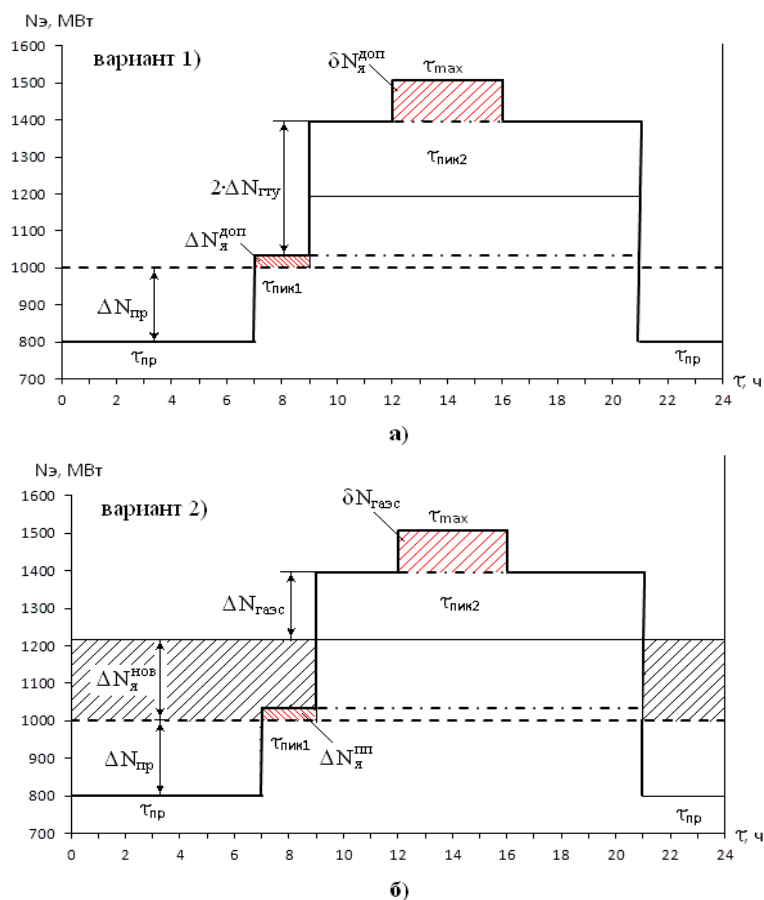 Nэ, МВт
1600
вариант 1)
δNядоп
τmax
1500
1400
τпик2
1300
2·ΔNгту
1200
ΔNядоп
1100
1000
τпик1
900
ΔNпр
800
τпр
τпр
700
0 2 4 6 8 10 12 14 16 18 20 22 24
τ, ч
а)
Nэ, МВт
1600
вариант 2)
δNгаэс
τmax
1500
1400
ΔNгаэс
τпик2
1300
1200
ΔNянов
1100
1000
τпик1
ΔNяпп
900
ΔNпр
800
τпр
τпр
700
0 2 4 6 8 10 12 14 16 18 20 22 24
τ, ч
б)